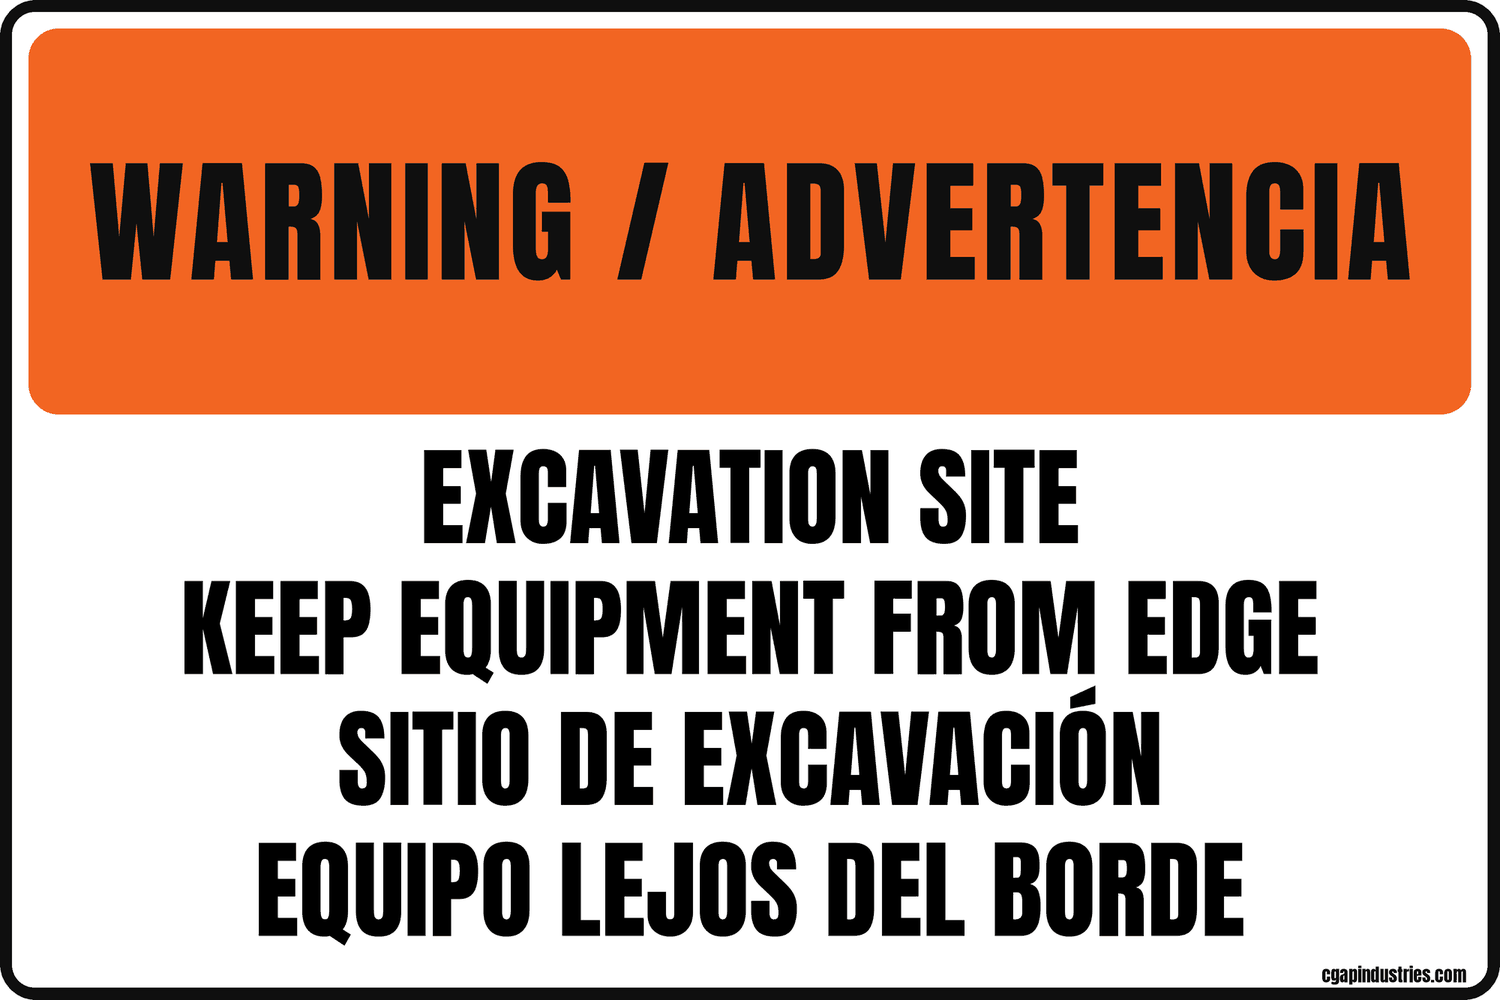 WARNING / ADVERTENCIA
EXCAVATION SITE
KEEP EQUIPMENT FROM EDGE
SITIO DE EXCAVACIÓN
EQUIPO LEJOS DEL BORDE
cgapindustries.com